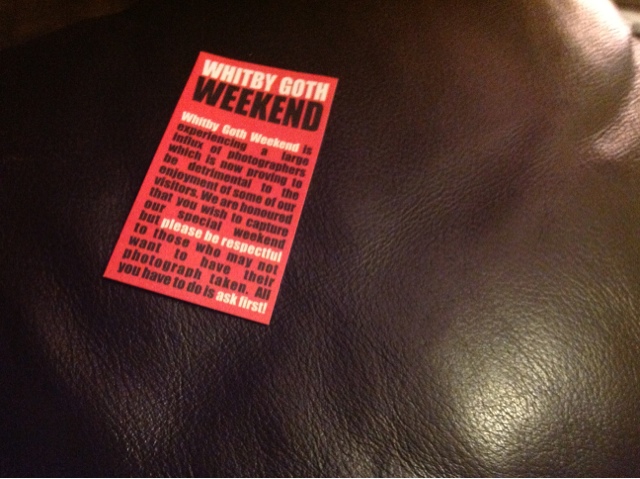 WHITBY GOTH
WEEKEND
Whitby Goth Weekend is
experiencing a large
influx of photographers
which is now proving to
be detrimental to the
enjoyment of some of our
visitors. We are honoured
that you wish to capture
our special weekend
but please be respectful
to those who may not
want to have their
photograph taken. All
you have to do is ask first!